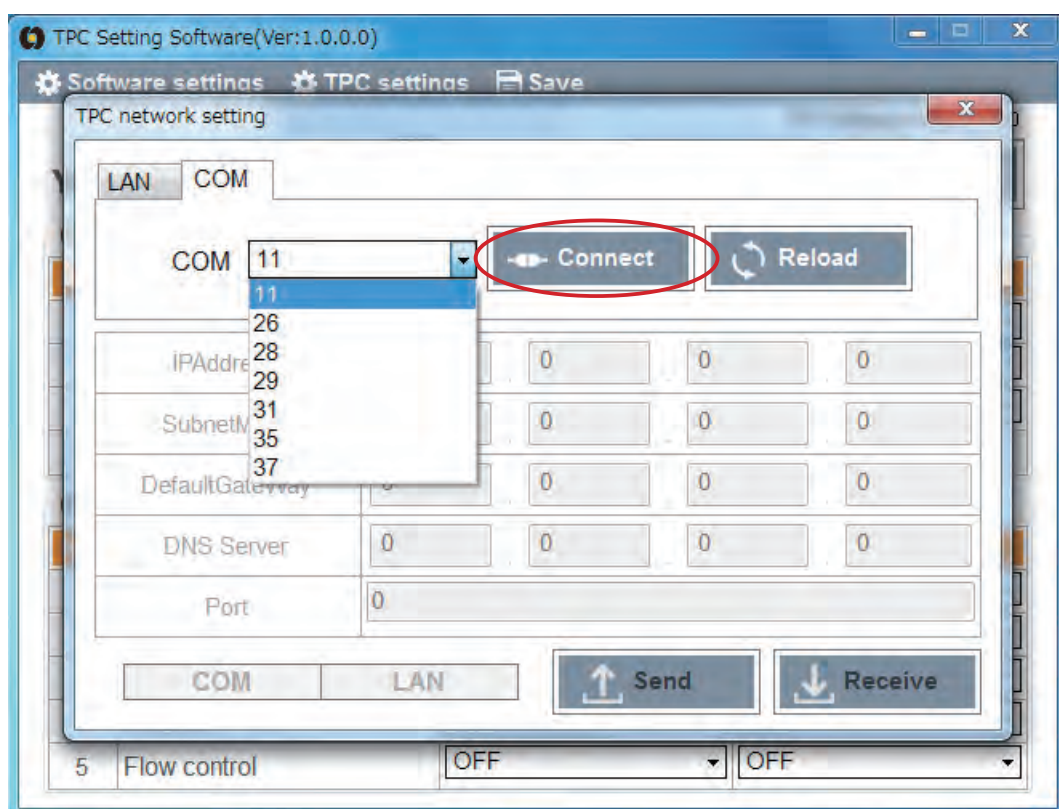 TPC Setting Software(Ver:1.0.0.0)
Software settings TPC settings Save
TPC network setting
LAN COM
COM 11 Connect Reload
11
26
28
29
31
35
37
IPAddre 0 0 0
SubnetM 0 0 0
DefaultGateWay 0 0 0 0
DNS Server 0 0 0 0
Port 0
COM LAN Send Receive
5 Flow control OFF OFF